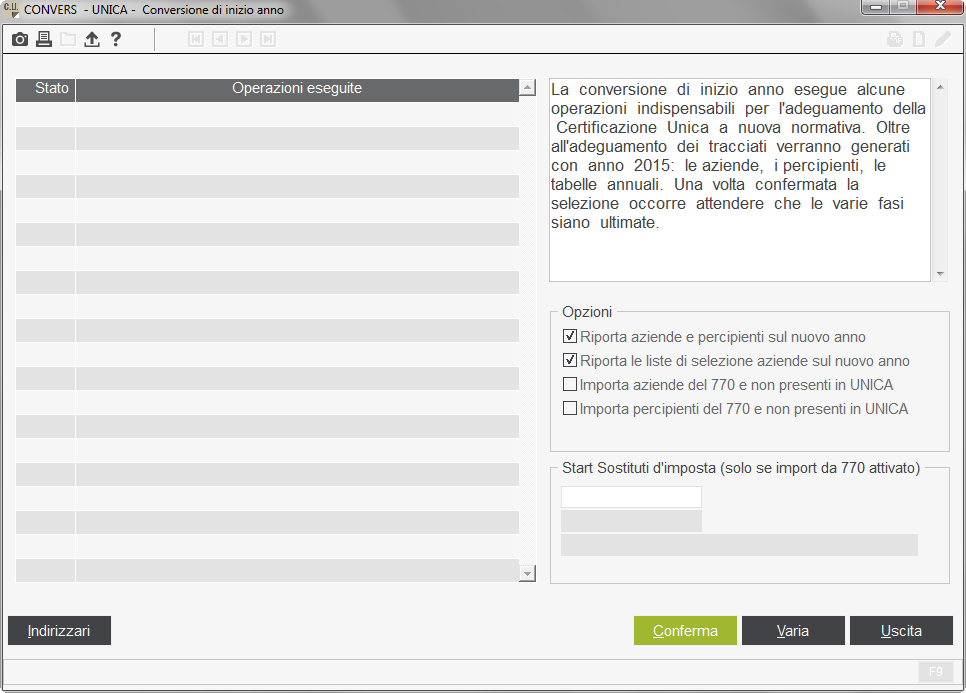 C.U.
CONVERS - UNICA - Conversione di inizio anno
?
Stato Operazioni eseguite
La conversione di inizio anno esegue alcune
operazioni indispensabili per l'adeguamento della
Certificazione Unica a nuova normativa. Oltre
all'adeguamento dei tracciati verranno generati
con anno 2015: le aziende, i percipienti, le
tabelle annuali. Una volta confermata la
selezione occorre attendere che le varie fasi
siano ultimate.
Opzioni
Riporta aziende e percipienti sul nuovo anno
Riporta le liste di selezione aziende sul nuovo anno
Importa aziende del 770 e non presenti in UNICA
Importa percipienti del 770 e non presenti in UNICA
Start Sostituti d'imposta (solo se import da 770 attivato)
Indirizzari Conferma Varia Uscita
F9